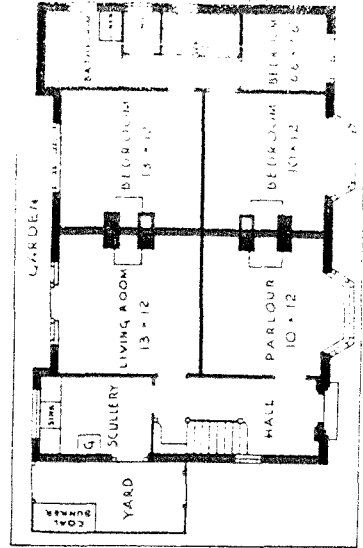 GARDEN
BATHROOM
BEDROOM
13 × 12
BEDROOM
10 × 12
BEDROOM
LIVING ROOM
13 × 12
PARLOUR
10 × 12
SINK
G
SCULLERY
HALL
COAL
BUNKER
YARD